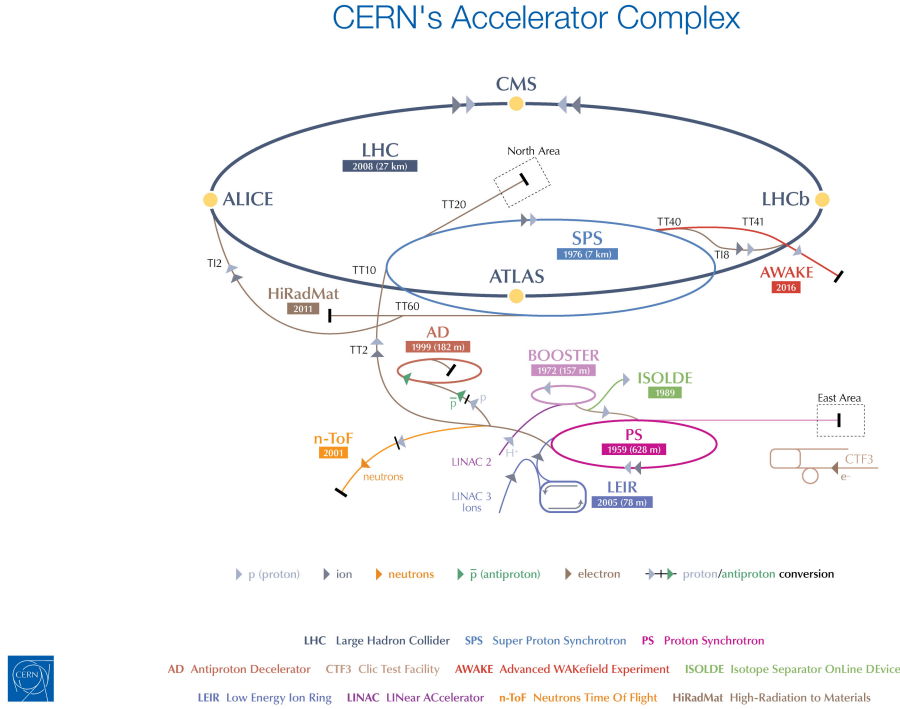 CERN's Accelerator Complex
CMS
LHC
2008 (27 km)
North Area
ALICE
LHCb
TT20
TT40
TT41
SPS
1976 (7 km)
TI8
TI2
TT10
ATLAS
AWAKE
2016
HiRadMat
2011
TT60
TT2
AD
1999 (182 m)
BOOSTER
1972 (157 m)
ISOLDE
1989
p̅
p
East Area
n-ToF
2001
neutrons
LINAC 2
H⁻
PS
1959 (628 m)
CTF3
e⁻
LINAC 3
Ions
LEIR
2005 (78 m)
p (proton) ion neutrons p̅ (antiproton) electron proton/antiproton conversion
LHC Large Hadron Collider SPS Super Proton Synchrotron PS Proton Synchrotron
AD Antiproton Decelerator CTF3 Clic Test Facility AWAKE Advanced WAKefield Experiment ISOLDE Isotope Separator OnLine DEvice
LEIR Low Energy Ion Ring LINAC LINear ACcelerator n-ToF Neutrons Time Of Flight HiRadMat High-Radiation to Materials
CERN